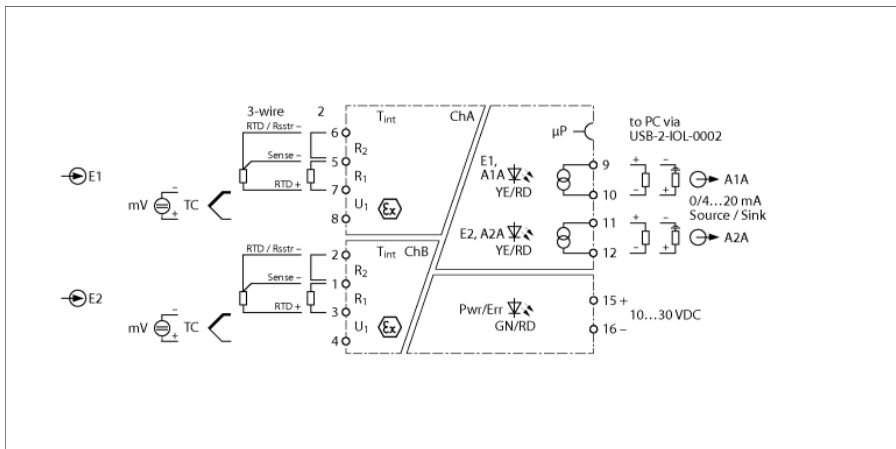 3-wire 2
RTD / Rsstr –
6
Tint ChA
R2
Sense –
5
R1
RTD +
7
U1 Ex
8
E1
mV – + TC
RTD / Rsstr –
2
Tint ChB
R2
Sense –
1
R1
RTD +
3
U1 Ex
4
E2
mV – + TC
μP
to PC via
USB-2-IOL-0002
E1,
A1A
YE/RD
9
10
+ –
– +
A1A
0/4...20 mA
Source / Sink
E2, A2A
YE/RD
11
12
+ –
– +
A2A
Pwr/Err
GN/RD
15 +
16 –
10...30 VDC